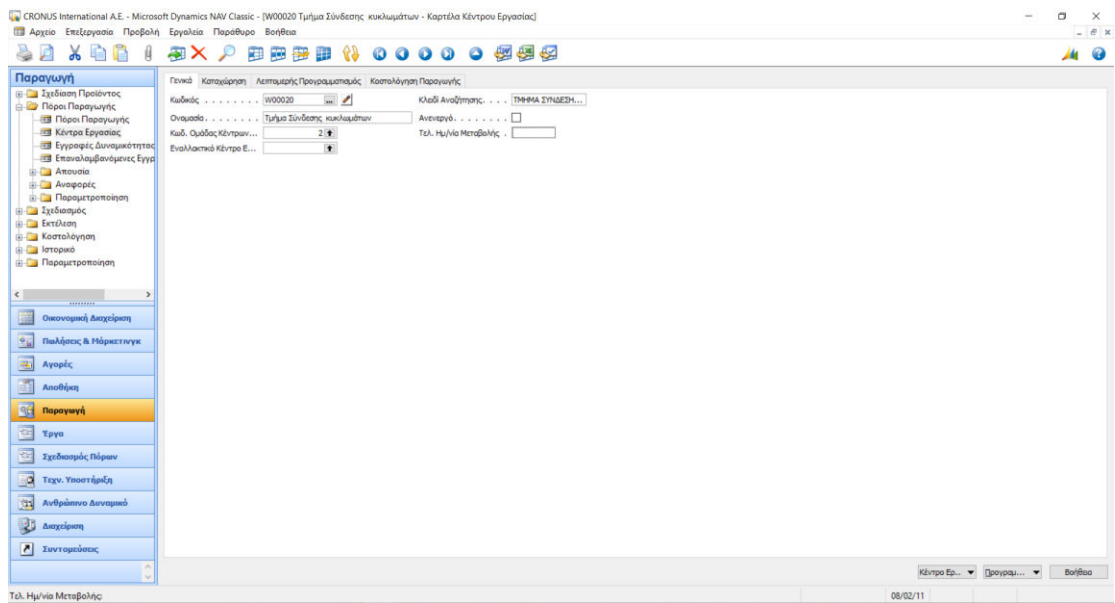 CRONUS International A.E. - Microsoft Dynamics NAV Classic - [W00020 Τμήμα Σύνδεσης κυκλωμάτων - Καρτέλα Κέντρου Εργασίας]
Αρχείο Επεξεργασία Προβολή Εργαλεία Παράθυρο Βοήθεια
Παραγωγή
Σχεδίαση Προϊόντος
Πόροι Παραγωγής
Πόροι Παραγωγής
Κέντρα Εργασίας
Εγγραφές Δυναμικότητας
Επαναλαμβανόμενες Εγγρ
Απουσία
Αναφορές
Παραμετροποίηση
Σχεδιασμός
Εκτέλεση
Κοστολόγηση
Ιστορικό
Παραμετροποίηση
Οικονομική Διαχείριση
Πωλήσεις & Μάρκετινγκ
Αγορές
Αποθήκη
Παραγωγή
Έργα
Σχεδιασμός Πόρων
Τεχν. Υποστήριξη
Ανθρώπινο Δυναμικό
Διαχείριση
Συντομεύσεις
Γενικά Καταχώρηση Λεπτομερής Προγραμματισμός Κοστολόγηση Παραγωγής
Κωδικός . . . . . . . . W00020 ... Κλειδί Αναζήτησης. . . . ΤΜΗΜΑ ΣΥΝΔΕΣΗ...
Ονομασία . . . . . . . . Τμήμα Σύνδεσης κυκλωμάτων Ανενεργό. . . . . . . .
Κωδ. Ομάδας Κέντρων... 2 Τελ. Ημ/νία Μεταβολής .
Εναλλακτικό Κέντρο Ε...
Κέντρο Ερ... Προγραμ... Βοήθεια
Τελ. Ημ/νία Μεταβολής: 08/02/11